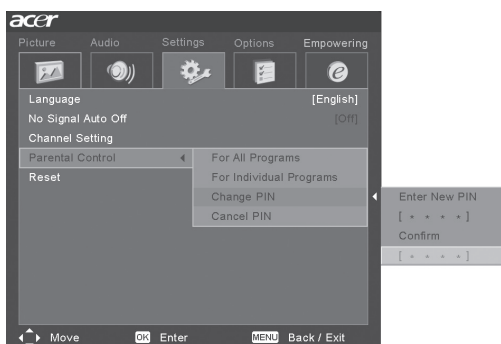 acer
Picture Audio Settings Options Empowering
Language [English]
No Signal Auto Off [Off]
Channel Setting
Parental Control
For All Programs
For Individual Programs
Change PIN
Cancel PIN
Reset
Enter New PIN
[ * * * * ]
Confirm
[ * * * * ]
Move OK Enter MENU Back / Exit